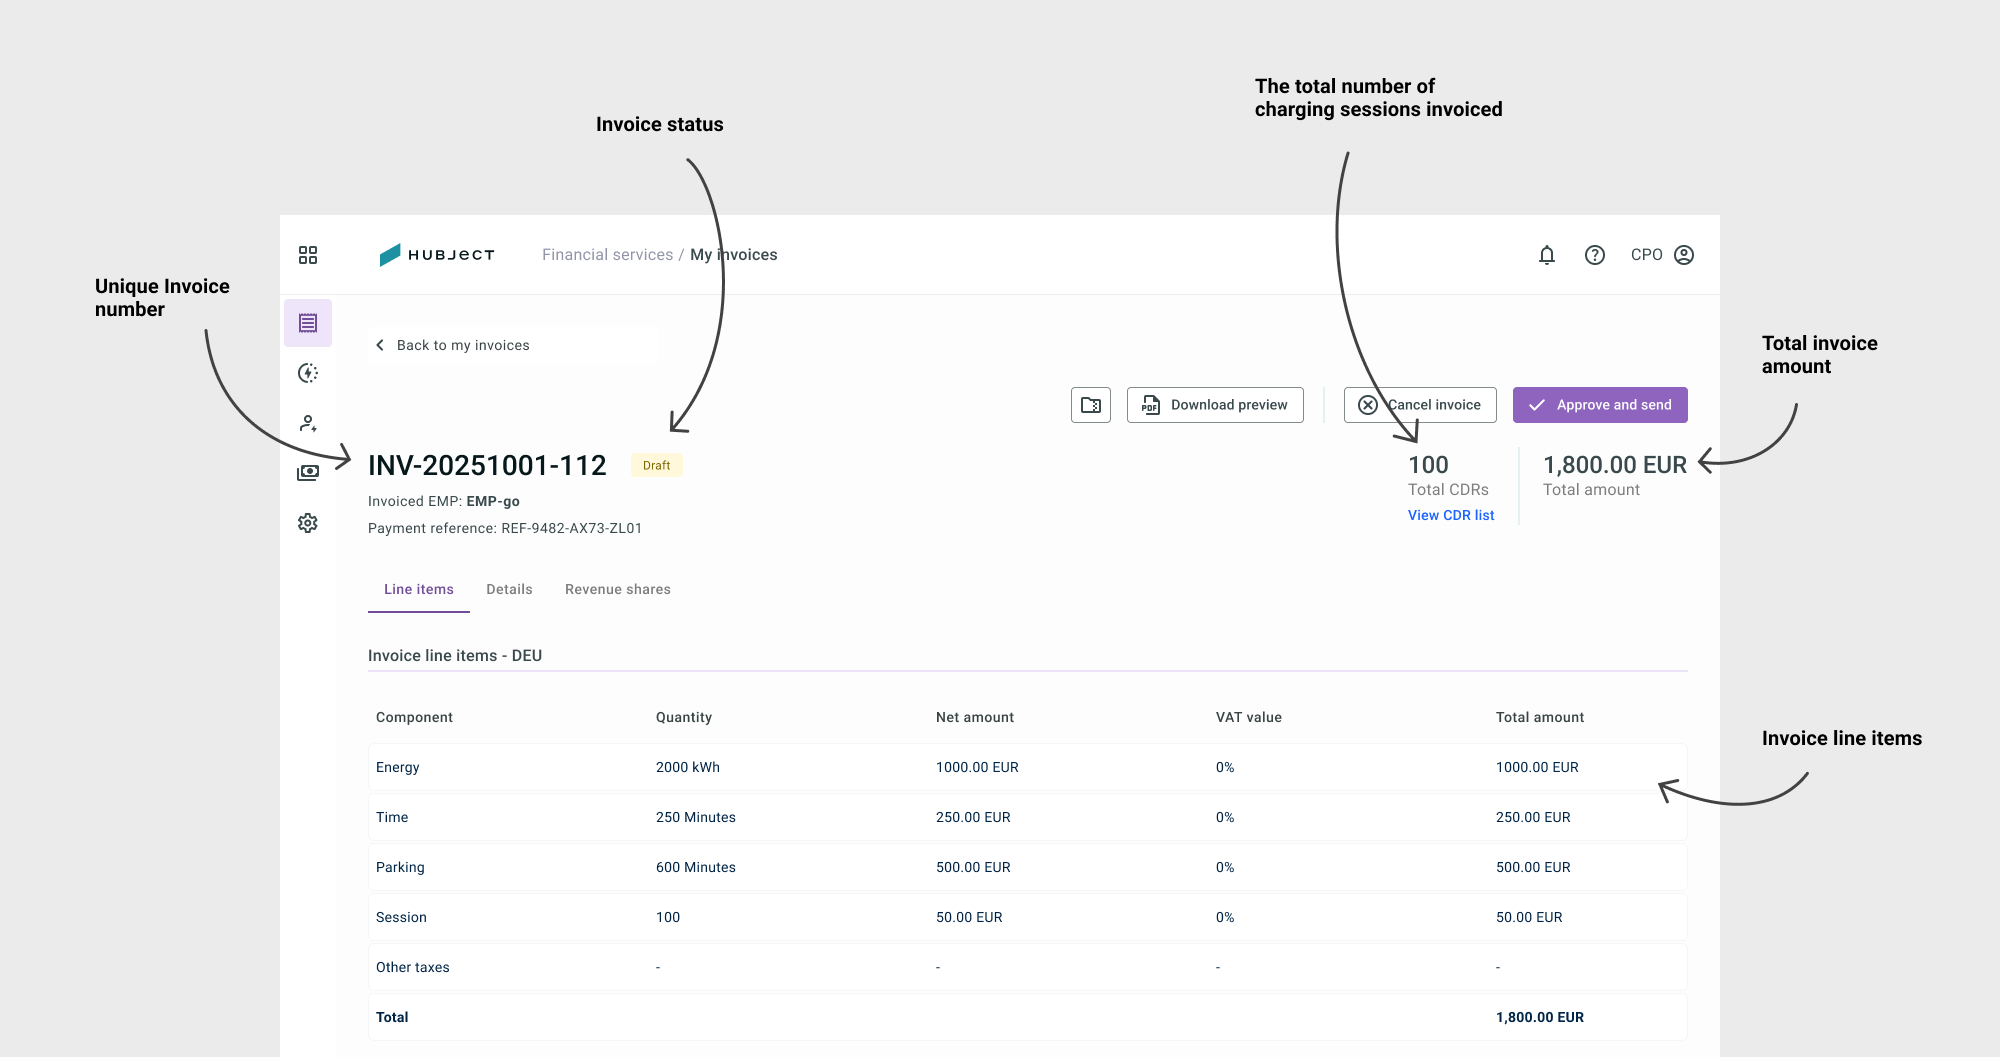 The total number of
charging sessions invoiced
Invoice status
HUBJECT
Financial services / My invoices
CPO
Unique Invoice
number
Back to my invoices
Total invoice
amount
PDF
Download preview
Cancel invoice
Approve and send
INV-20251001-112
Draft
100
1,800.00 EUR
Invoiced EMP: EMP-go
Total CDRs
Total amount
Payment reference: REF-9482-AX73-ZL01
View CDR list
Line items
Details
Revenue shares
Invoice line items - DEU
Component Quantity Net amount VAT value Total amount
Invoice line items
Energy 2000 kWh 1000.00 EUR 0% 1000.00 EUR
Time 250 Minutes 250.00 EUR 0% 250.00 EUR
Parking 600 Minutes 500.00 EUR 0% 500.00 EUR
Session 100 50.00 EUR 0% 50.00 EUR
Other taxes - - - -
Total 1,800.00 EUR